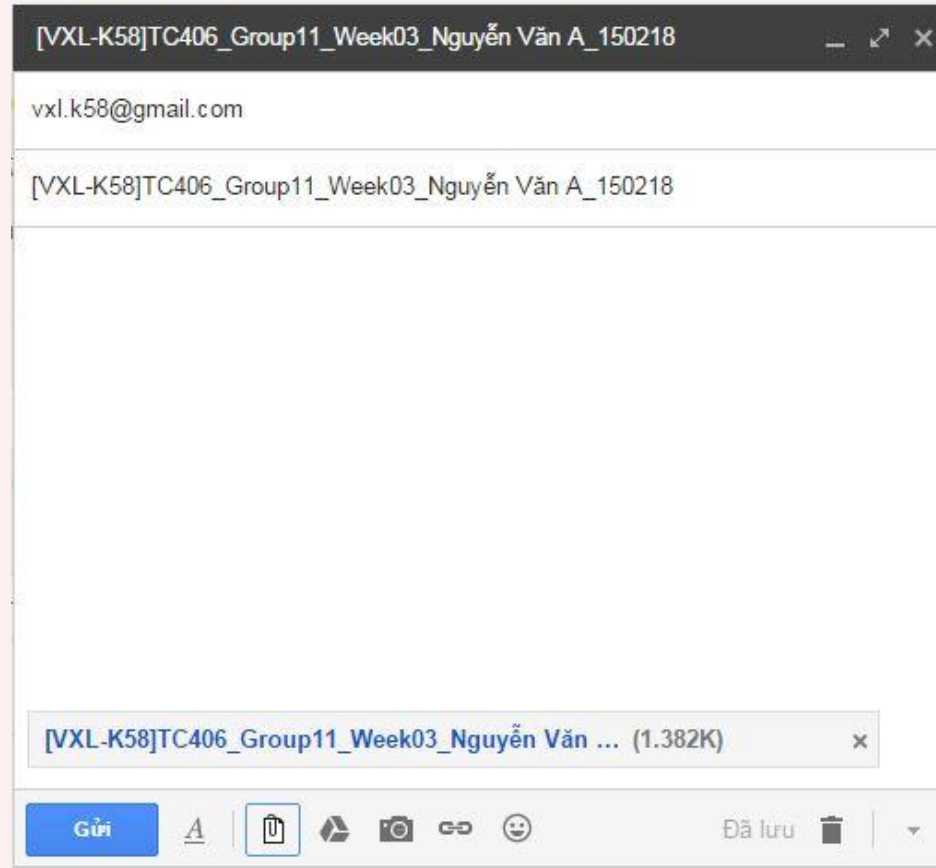 [VXL-K58]TC406_Group11_Week03_Nguyễn Văn A_150218
vxl.k58@gmail.com
[VXL-K58]TC406_Group11_Week03_Nguyễn Văn A_150218
[VXL-K58]TC406_Group11_Week03_Nguyễn Văn ... (1.382K)
Gửi A Đã lưu